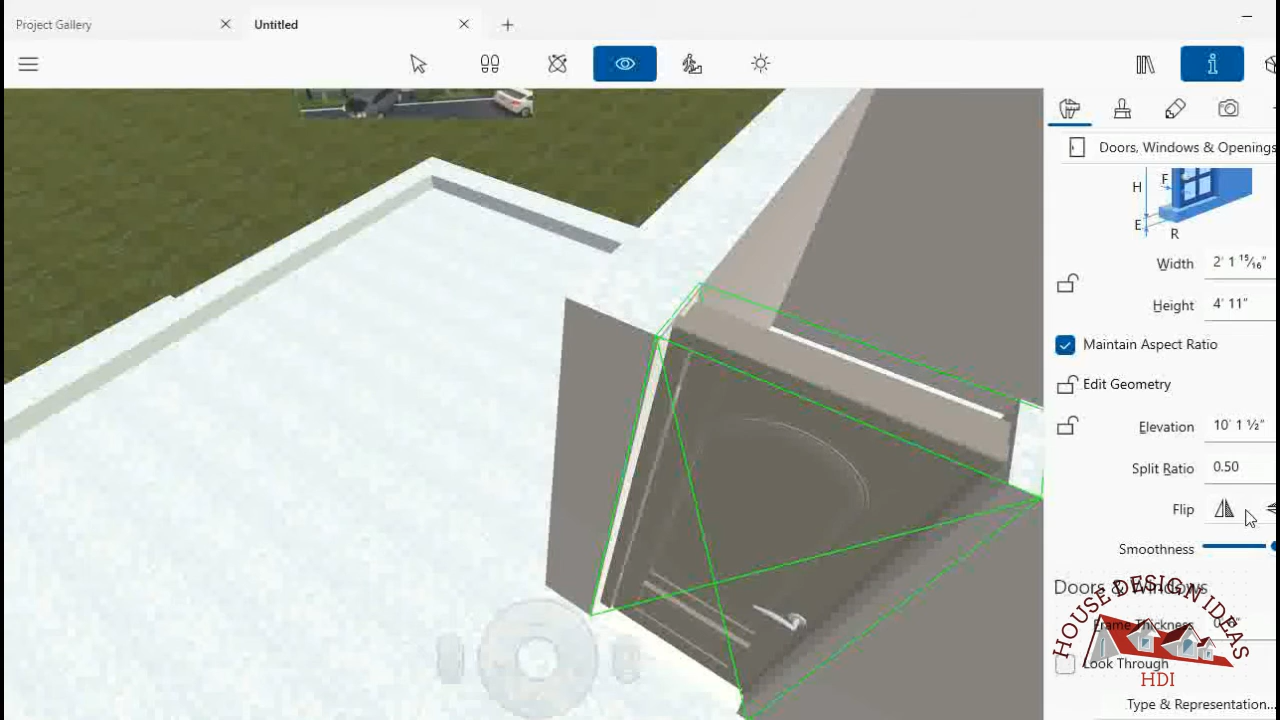 Project Gallery
Untitled
Doors, Windows & Openings
H
F
E
R
Width 2' 1 15/16"
Height 4' 11"
Maintain Aspect Ratio
Edit Geometry
Elevation 10' 1 ½"
Split Ratio 0.50
Flip
Smoothness
Doors & Windows
Frame Thickness
Look Through
Type & Representation...
HOUSE DESIGN IDEAS
HDI